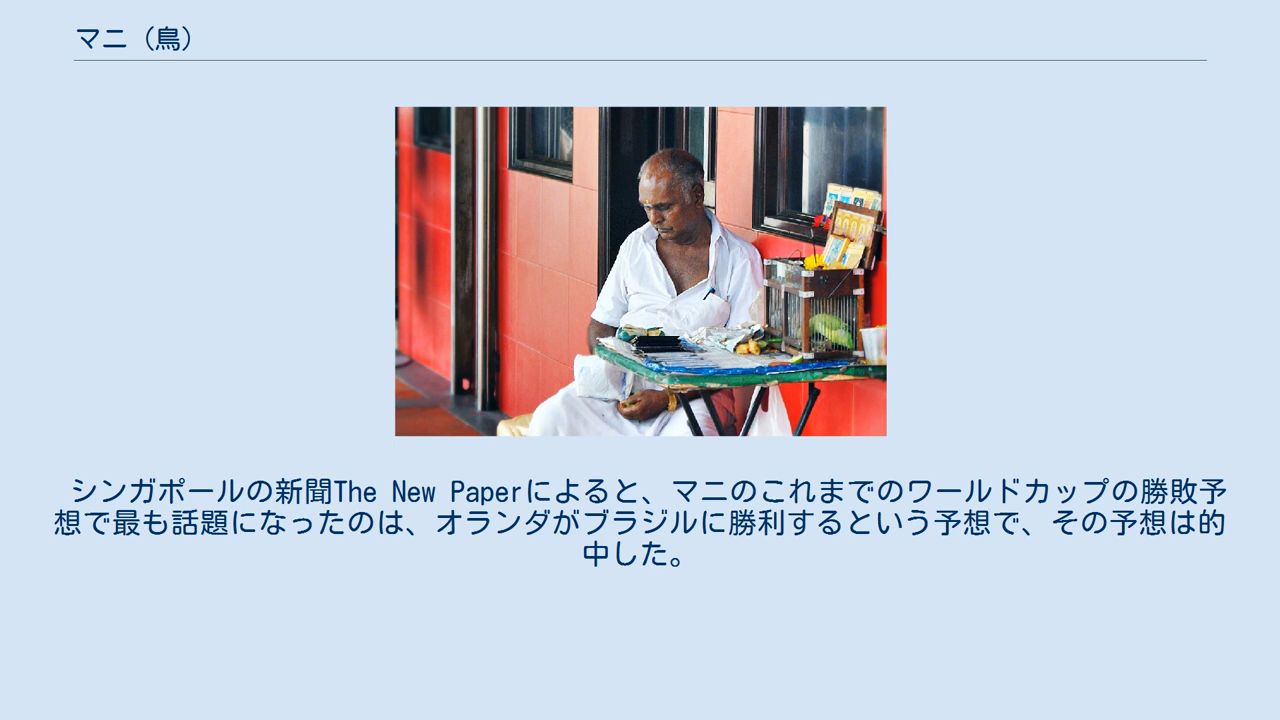 マニ（鳥）
シンガポールの新聞The New Paperによると、マニのこれまでのワールドカップの勝敗予
想で最も話題になったのは、オランダがブラジルに勝利するという予想で、その予想は的
中した。